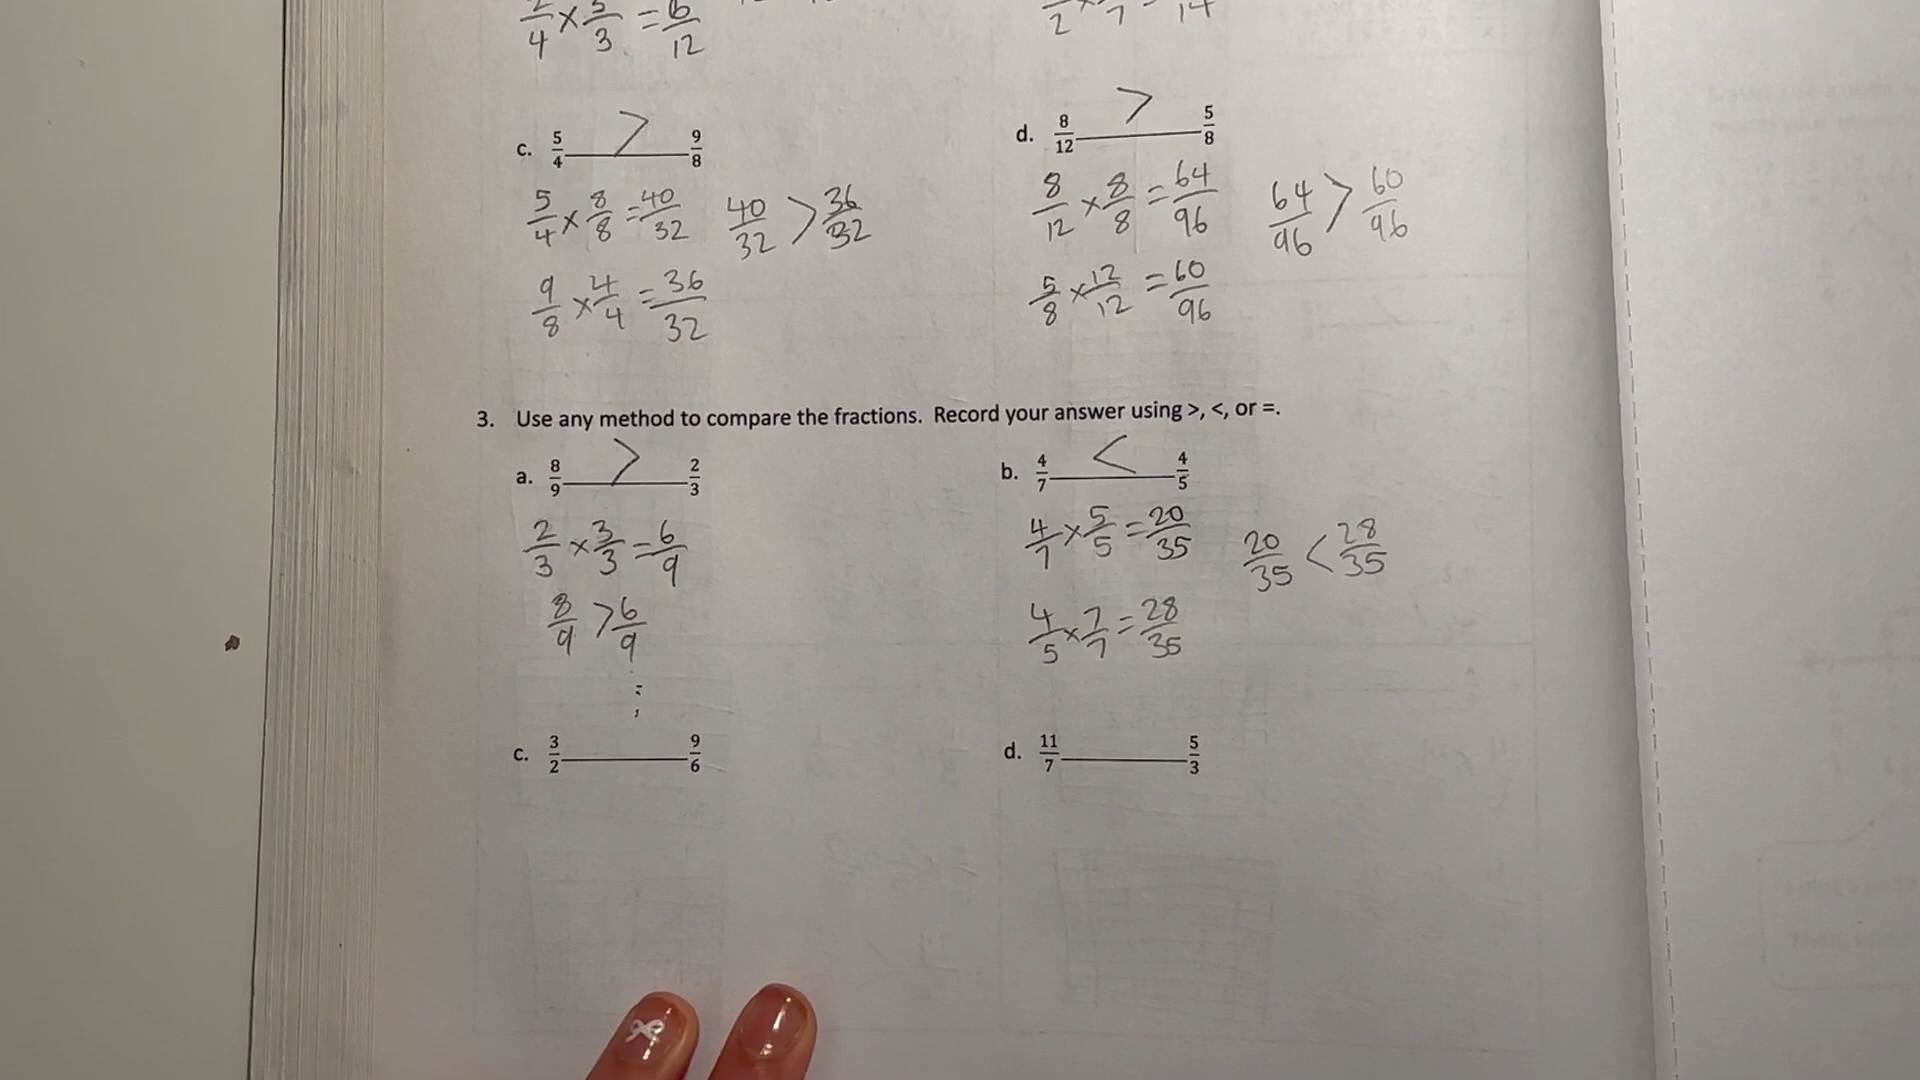 2/4 × 3/3 = 6/12
14
c. 5/4 > 9/8
5/4 × 8/8 = 40/32  40/32 > 36/32
9/8 × 4/4 = 36/32
d. 8/12 > 5/8
8/12 × 8/8 = 64/96  64/96 > 60/96
5/8 × 12/12 = 60/96
3. Use any method to compare the fractions. Record your answer using >, <, or =.
a. 8/9 > 2/3
2/3 × 3/3 = 6/9
8/9 > 6/9
b. 4/7 < 4/5
4/7 × 5/5 = 20/35  20/35 < 28/35
4/5 × 7/7 = 28/35
c. 3/2 ____ 9/6
d. 11/7 ____ 5/3